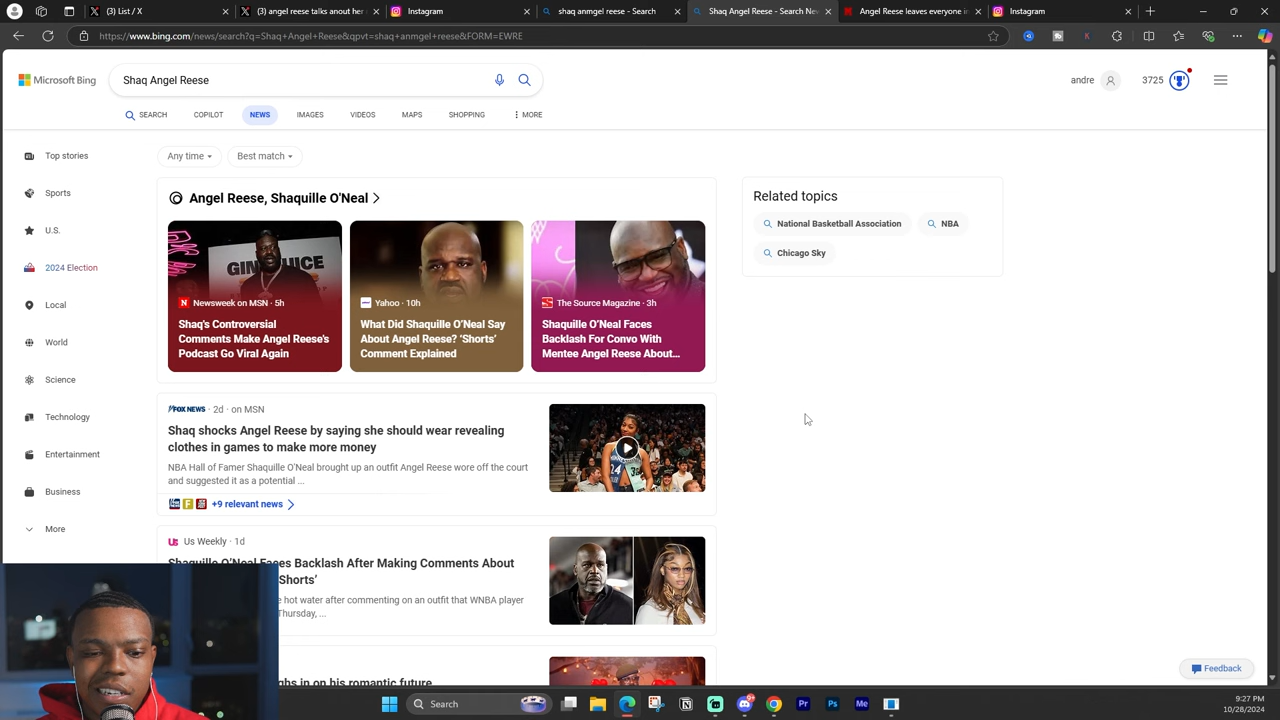 (3) List / X
Instagram
Instagram
shaq anmgel reese - Search
Shaq Angel Reese - Search Ne
Angel Reese leaves everyone in
Instagram
https://www.bing.com/news/search?q=Shaq+Angel+Reese&qpvt=shaq+anmgel+reese&FORM=EWRE
Microsoft Bing
Shaq Angel Reese
andre
3725
SEARCH
COPILOT
NEWS
IMAGES
VIDEOS
MAPS
SHOPPING
MORE
Top stories
Sports
U.S.
2024 Election
Local
World
Science
Technology
Entertainment
Business
More
Any time
Best match
Angel Reese, Shaquille O'Neal
Newsweek on MSN · 5h
Shaq's Controversial
Comments Make Angel Reese's
Podcast Go Viral Again
Yahoo · 10h
What Did Shaquille O'Neal Say
About Angel Reese? 'Shorts'
Comment Explained
The Source Magazine · 3h
Shaquille O'Neal Faces
Backlash For Convo With
Mentee Angel Reese About...
FOX NEWS · 2d · on MSN
Shaq shocks Angel Reese by saying she should wear revealing
clothes in games to make more money
NBA Hall of Famer Shaquille O'Neal brought up an outfit Angel Reese wore off the court
and suggested it as a potential ...
+9 relevant news
Us Weekly · 1d
Shaquille O'Neal Faces Backlash After Making Comments About
Shorts'
hot water after commenting on an outfit that WNBA player
Thursday, ...
ghs in on his romantic future
Related topics
National Basketball Association
NBA
Chicago Sky
Feedback
Search
9:27 PM
10/28/2024